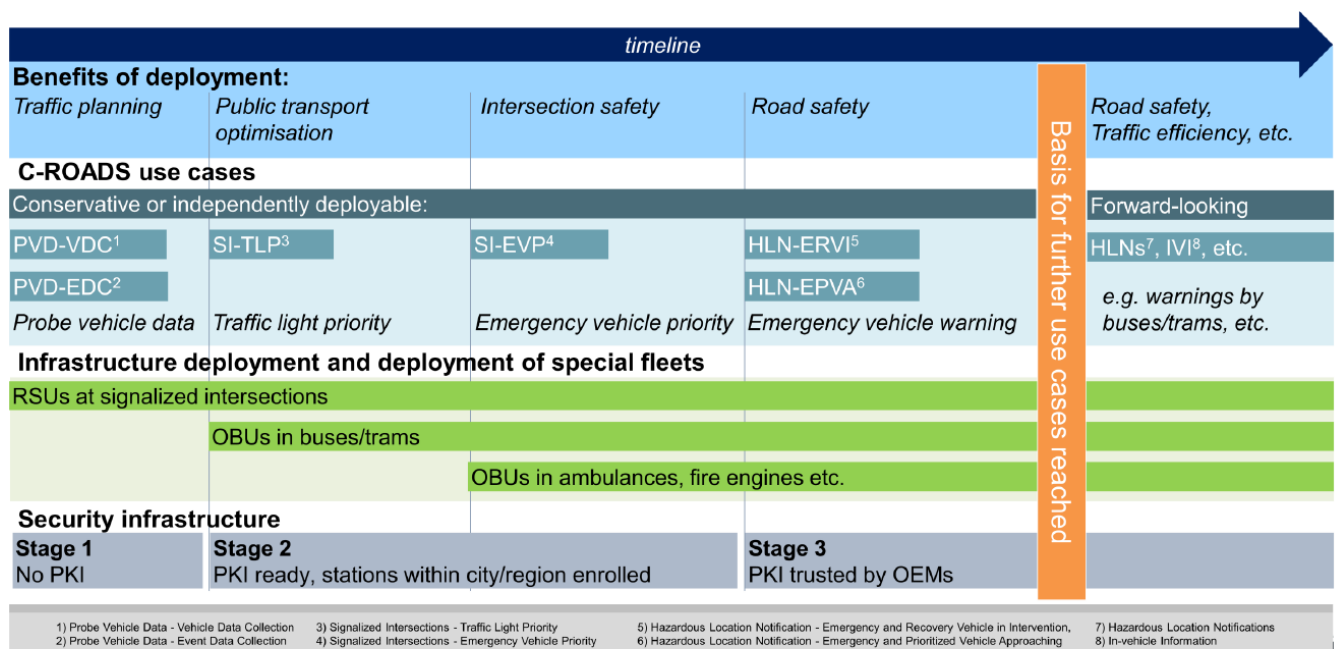 timeline
Benefits of deployment:
Traffic planning
Public transport
optimisation
Intersection safety
Road safety
Road safety,
Traffic efficiency, etc.
Basis for further use cases reached
C-ROADS use cases
Conservative or independently deployable:
Forward-looking
PVD-VDC¹
SI-TLP³
SI-EVP⁴
HLN-ERVI⁵
HLNs⁷, IVI⁸, etc.
PVD-EDC²
HLN-EPVA⁶
e.g. warnings by
buses/trams, etc.
Probe vehicle data
Traffic light priority
Emergency vehicle priority
Emergency vehicle warning
Infrastructure deployment and deployment of special fleets
RSUs at signalized intersections
OBUs in buses/trams
OBUs in ambulances, fire engines etc.
Security infrastructure
Stage 1
No PKI
Stage 2
PKI ready, stations within city/region enrolled
Stage 3
PKI trusted by OEMs
1) Probe Vehicle Data - Vehicle Data Collection
2) Probe Vehicle Data - Event Data Collection
3) Signalized Intersections - Traffic Light Priority
4) Signalized Intersections - Emergency Vehicle Priority
5) Hazardous Location Notification - Emergency and Recovery Vehicle in Intervention,
6) Hazardous Location Notification - Emergency and Prioritized Vehicle Approaching
7) Hazardous Location Notifications
8) In-vehicle Information